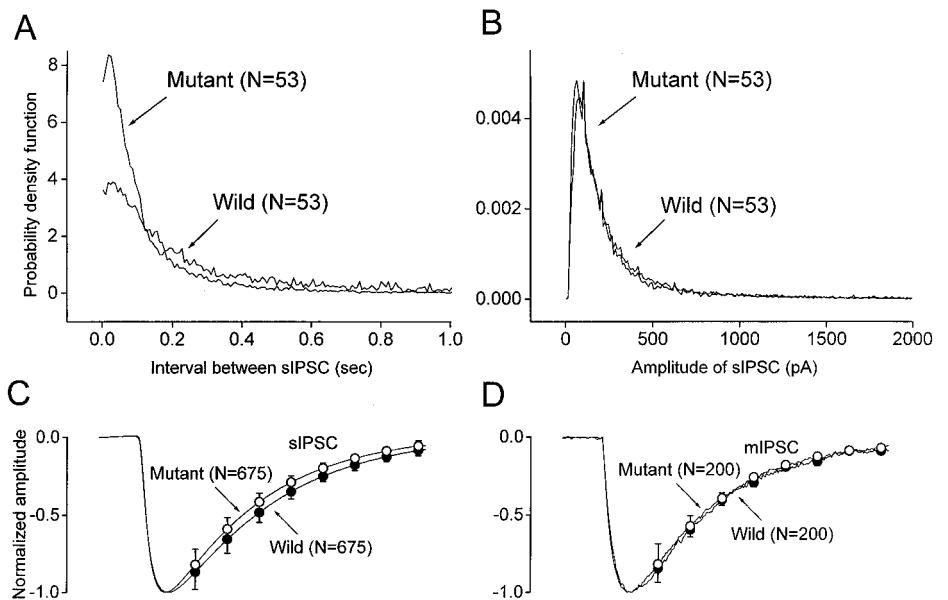 A
B
Probability density function
8
6
4
2
0
Mutant (N=53)
Wild (N=53)
0.0 0.2 0.4 0.6 0.8 1.0
Interval between sIPSC (sec)
0.004
0.002
0.000
Mutant (N=53)
Wild (N=53)
0 500 1000 1500 2000
Amplitude of sIPSC (pA)
C
D
Normalized amplitude
0.0
-0.5
-1.0
sIPSC
Mutant (N=675)
Wild (N=675)
0.0
-0.5
-1.0
mIPSC
Mutant (N=200)
Wild (N=200)